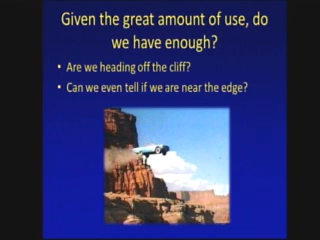 Given the great amount of use, do
we have enough?
• Are we heading off the cliff?
• Can we even tell if we are near the edge?